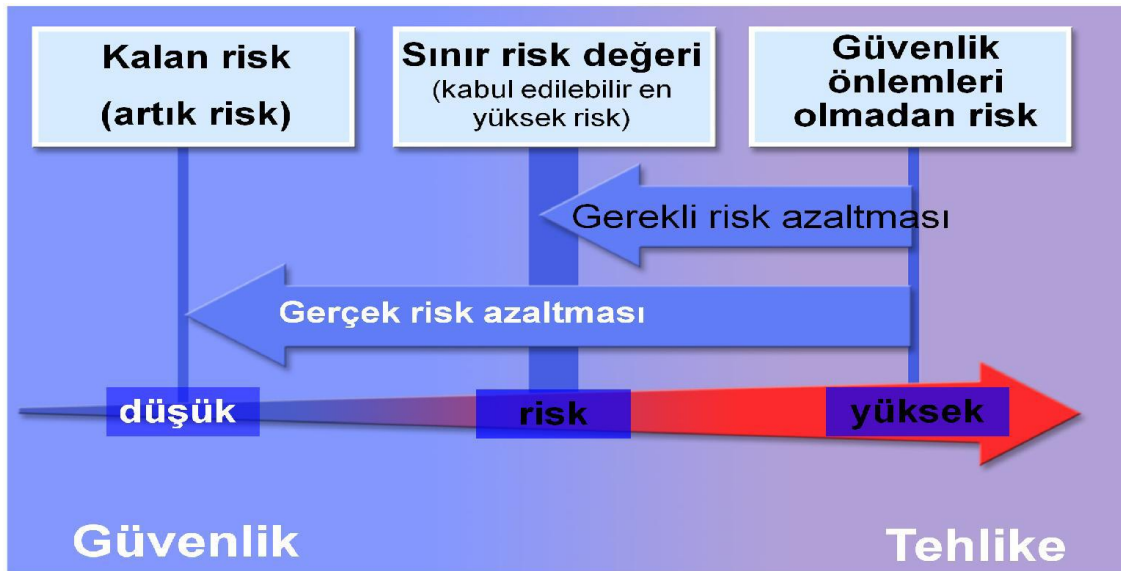 Kalan risk
(artık risk)
Sınır risk değeri
(kabul edilebilir en
yüksek risk)
Güvenlik
önlemleri
olmadan risk
Gerekli risk azaltması
Gerçek risk azaltması
düşük
risk
yüksek
Güvenlik
Tehlike